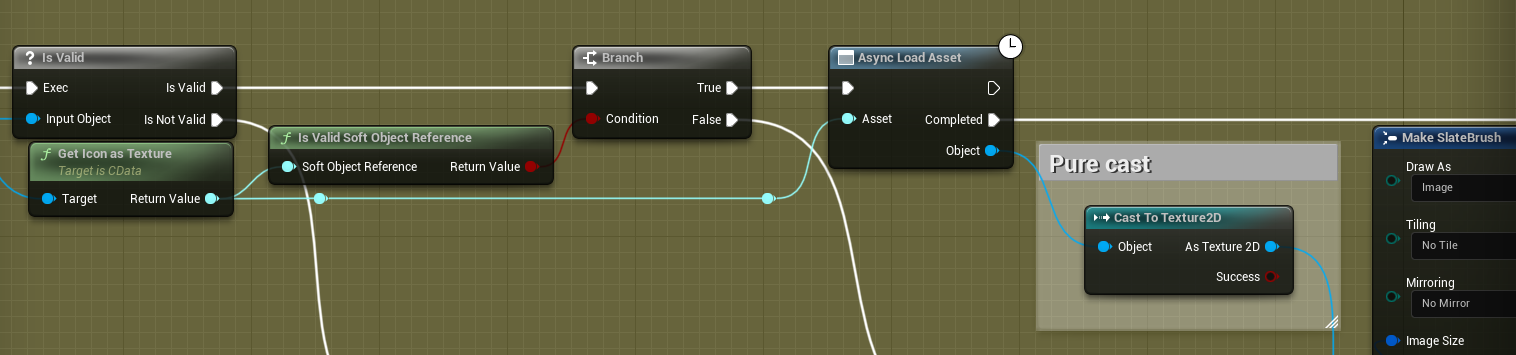 ? Is Valid
Exec
Is Valid
Input Object
Is Not Valid
f Get Icon as Texture
Target is CData
Target
Return Value
f Is Valid Soft Object Reference
Soft Object Reference
Return Value
Branch
True
Condition
False
Async Load Asset
Asset
Completed
Object
Pure cast
Cast To Texture2D
Object
As Texture 2D
Success
Make SlateBrush
Draw As
Image
Tiling
No Tile
Mirroring
No Mirror
Image Size